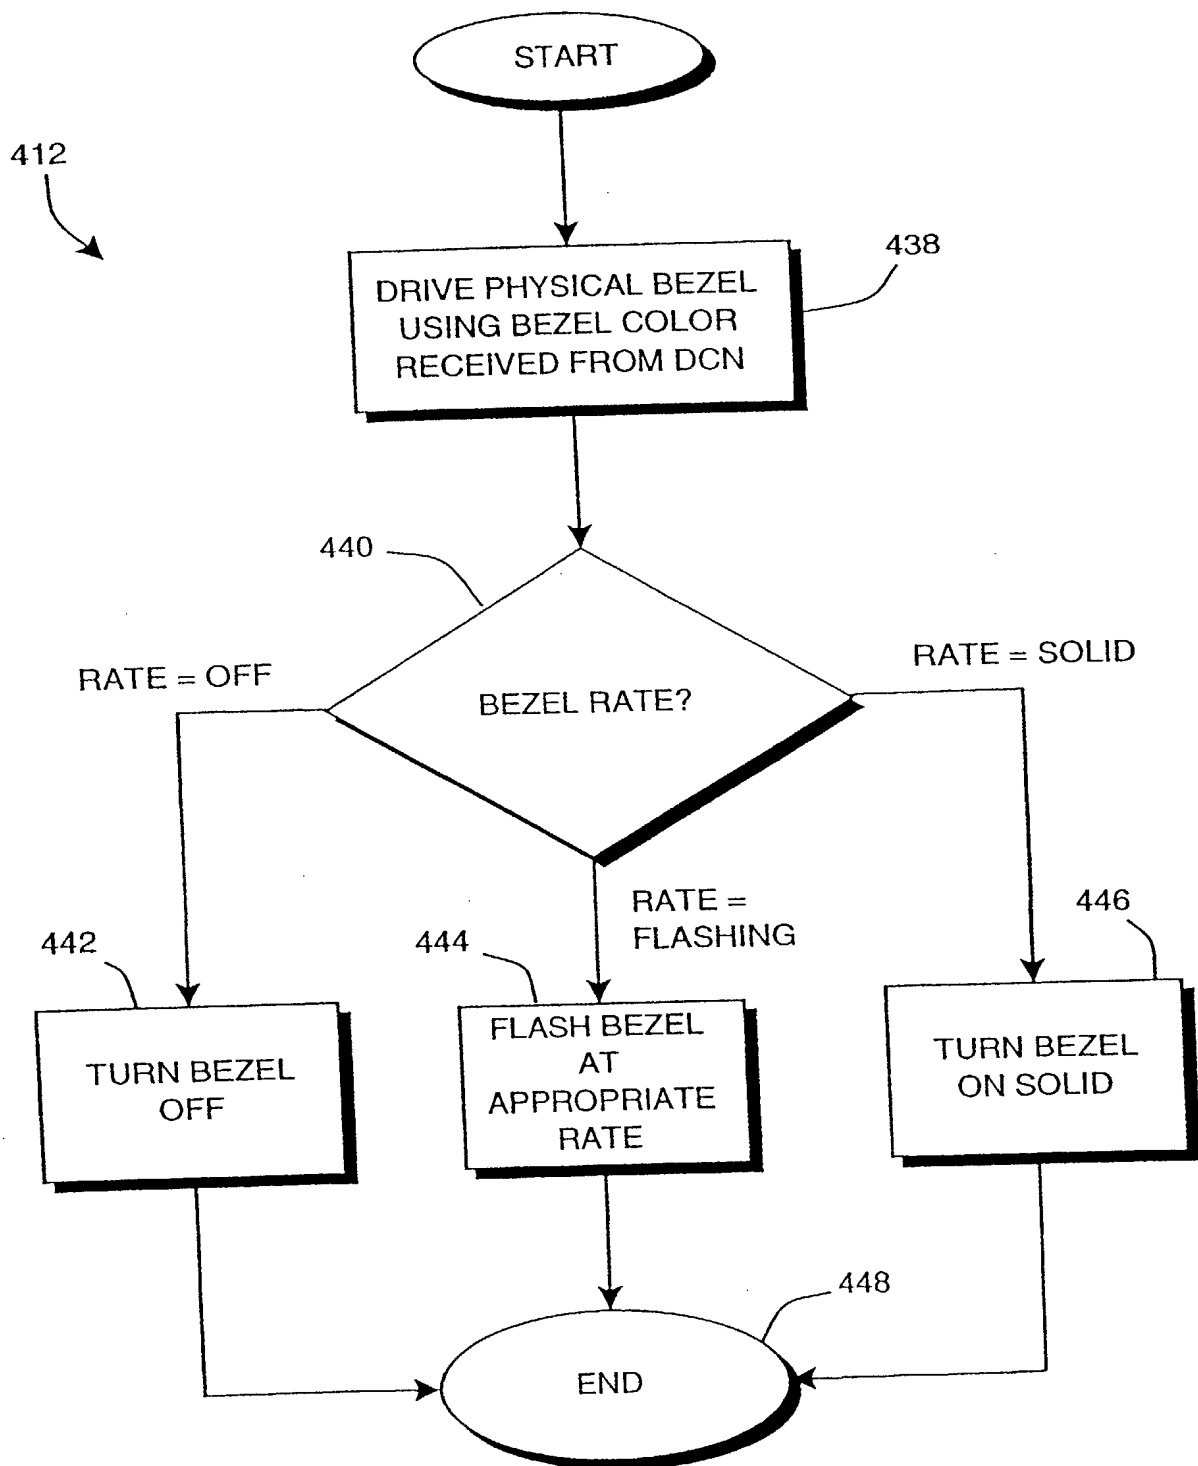 START
412
438
DRIVE PHYSICAL BEZEL
USING BEZEL COLOR
RECEIVED FROM DCN
440
RATE = OFF
BEZEL RATE?
RATE = SOLID
RATE =
FLASHING
442
444
446
TURN BEZEL
OFF
FLASH BEZEL
AT
APPROPRIATE
RATE
TURN BEZEL
ON SOLID
448
END